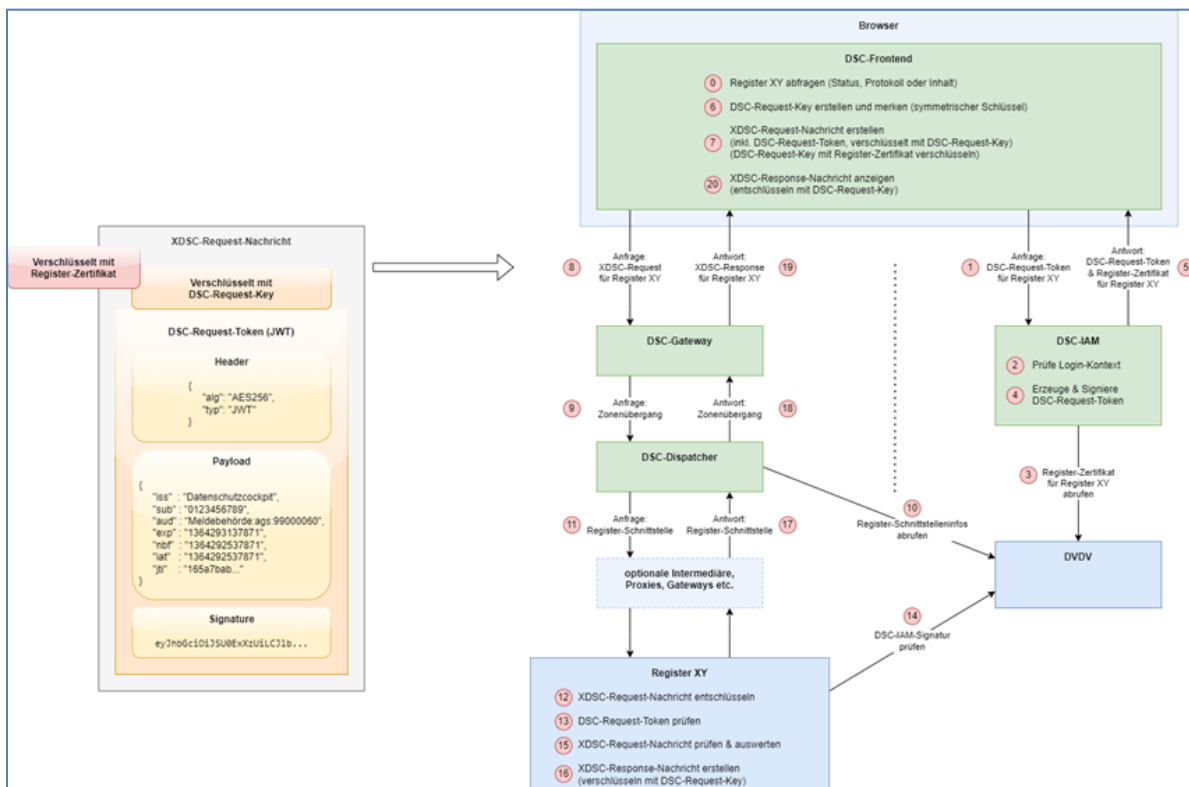 Browser
DSC-Frontend
0 Register XY abfragen (Status, Protokoll oder Inhalt)
6 DSC-Request-Key erstellen und merken (symmetrischer Schlüssel)
7 XDSC-Request-Nachricht erstellen
(inkl. DSC-Request-Token, verschlüsselt mit DSC-Request-Key)
(DSC-Request-Key mit Register-Zertifikat verschlüseln)
20 XDSC-Response-Nachricht anzeigen
(entschlüseln mit DSC-Request-Key)
XDSC-Request-Nachricht
Verschlüsselt mit
Register-Zertifikat
Verschlüsselt mit
DSC-Request-Key
DSC-Request-Token (JWT)
Header
{
"alg": "AES256",
"typ": "JWT"
}
Payload
{
"iss" : "Datenschutzcockpit",
"sub" : "0123456789",
"aud" : "Meldebehörde:ags:99000060",
"exp" : "1364293137871",
"nbf" : "1364292537871",
"iat" : "1364292537871",
"jti" : "165a7bab..."
}
Signature
eyJhbGciOiJSU0ExXzUiLCJlb...
8 Anfrage:
XDSC-Request
für Register XY
Antwort: 19
XDSC-Response
für Register XY
1 Anfrage:
DSC-Request-Token
für Register XY
Antwort:
DSC-Request-Token 5
& Register-Zertifikat
für Register XY
DSC-Gateway
DSC-IAM
2 Prüfe Login-Kontext
4 Erzeuge & Signiere
DSC-Request-Token
9 Anfrage:
Zonenübergang
Antwort: 18
Zonenübergang
DSC-Dispatcher
3 Register-Zertifikat
für Register XY
abrufen
11 Anfrage:
Register-Schnittstelle
Antwort: 17
Register-Schnittstelle
10
Register-Schnittstelleninfos
abrufen
DVDV
optionale Intermediäre,
Proxies, Gateways etc.
14
DSC-IAM-Signatur
prüfen
Register XY
12 XDSC-Request-Nachricht entschlüsseln
13 DSC-Request-Token prüfen
15 XDSC-Request-Nachricht prüfen & auswerten
16 XDSC-Response-Nachricht erstellen
(verschlüseln mit DSC-Request-Key)